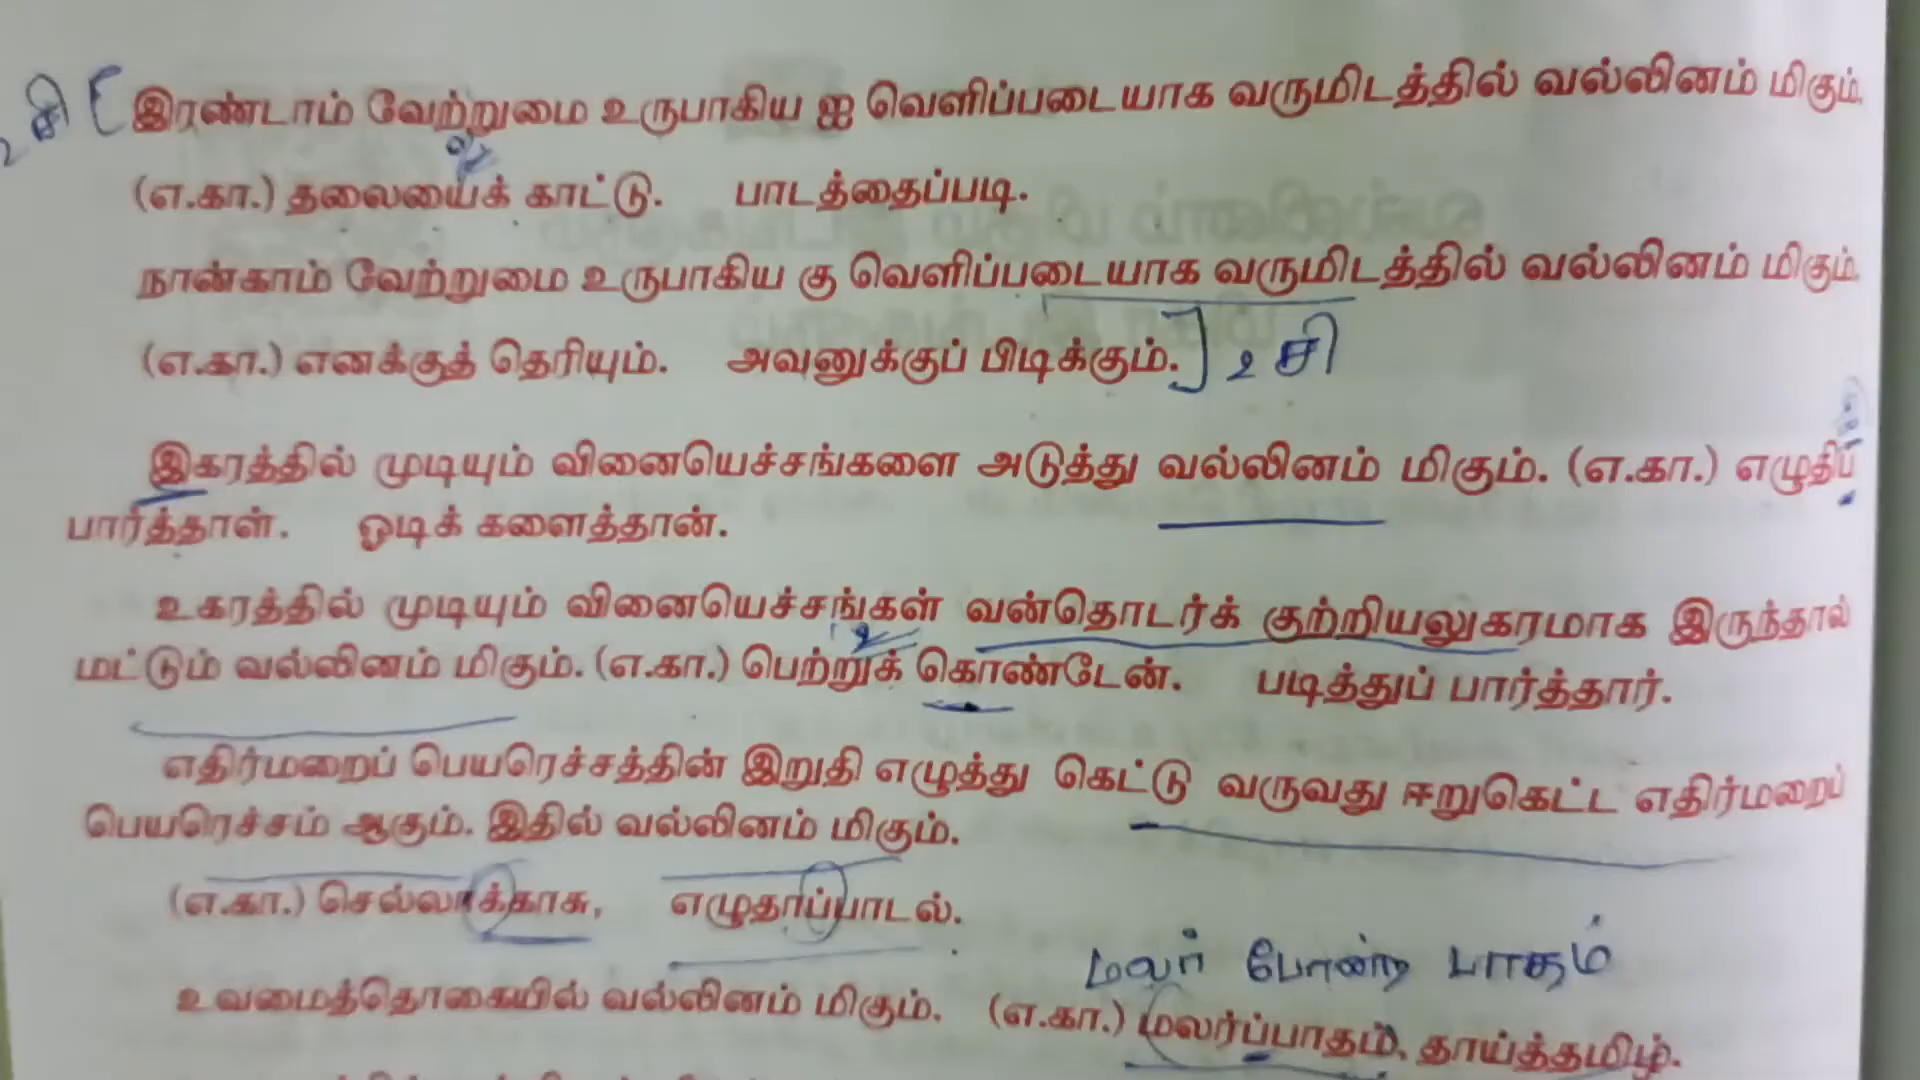 சி [ இரண்டாம் வேற்றுமை உருபாகிய ஐ வெளிப்படையாக வருமிடத்தில் வல்லினம் மிகும்.
(எ.கா.) தலையைக் காட்டு. பாடத்தைப்படி.
நான்காம் வேற்றுமை உருபாகிய கு வெளிப்படையாக வருமிடத்தில் வல்லினம் மிகும்.
(எ.கா.) எனக்குத் தெரியும். அவனுக்குப் பிடிக்கும். ] உசி
இகரத்தில் முடியும் வினையெச்சங்களை அடுத்து வல்லினம் மிகும். (எ.கா.) எழுதிப்
பார்த்தாள். ஓடிக் களைத்தான்.
உகரத்தில் முடியும் வினையெச்சங்கள் வன்தொடர்க் குற்றியலுகரமாக இருந்தால்
மட்டும் வல்லினம் மிகும். (எ.கா.) பெற்றுக் கொண்டேன். படித்துப் பார்த்தார்.
எதிர்மறைப் பெயரெச்சத்தின் இறுதி எழுத்து கெட்டு வருவது ஈறுகெட்ட எதிர்மறைப்
பெயரெச்சம் ஆகும். இதில் வல்லினம் மிகும்.
(எ.கா.) செல்லாக்காசு, எழுதாப்பாடல்.
மலர் போன்ற பாதம்
உவமைத்தொகையில் வல்லினம் மிகும். (எ.கா.) மலர்ப்பாதம், தாய்த்தமிழ்.